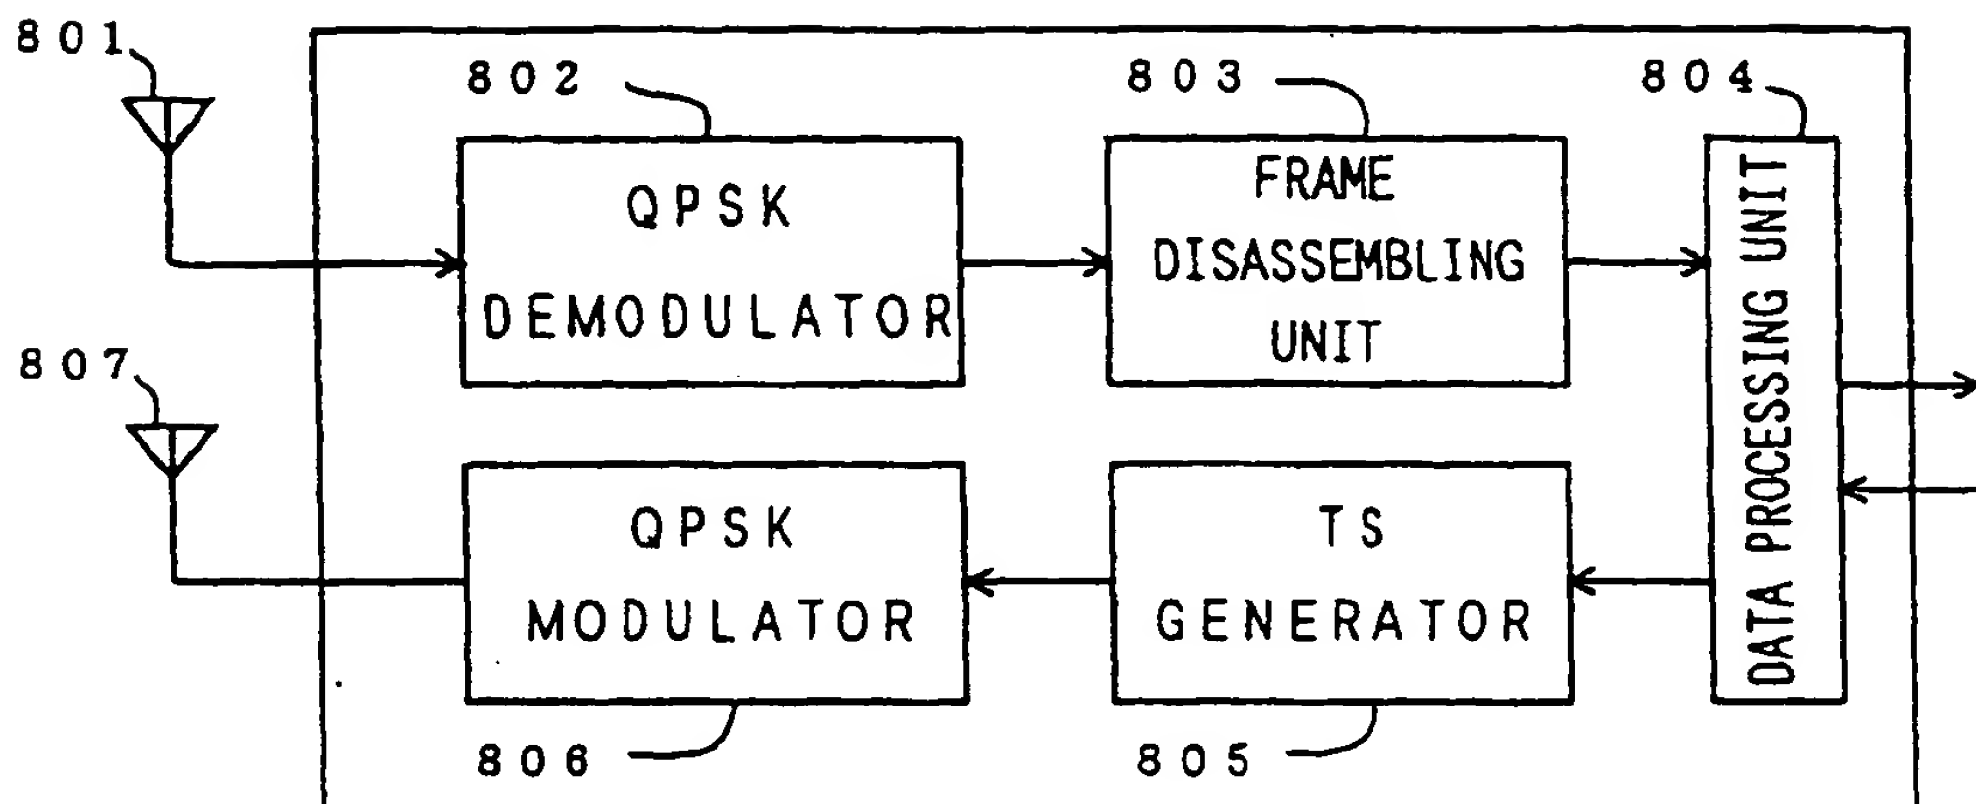 801
802
803
804
QPSK
DEMODULATOR
FRAME
DISASSEMBLING
UNIT
DATA PROCESSING UNIT
807
QPSK
MODULATOR
TS
GENERATOR
806
805